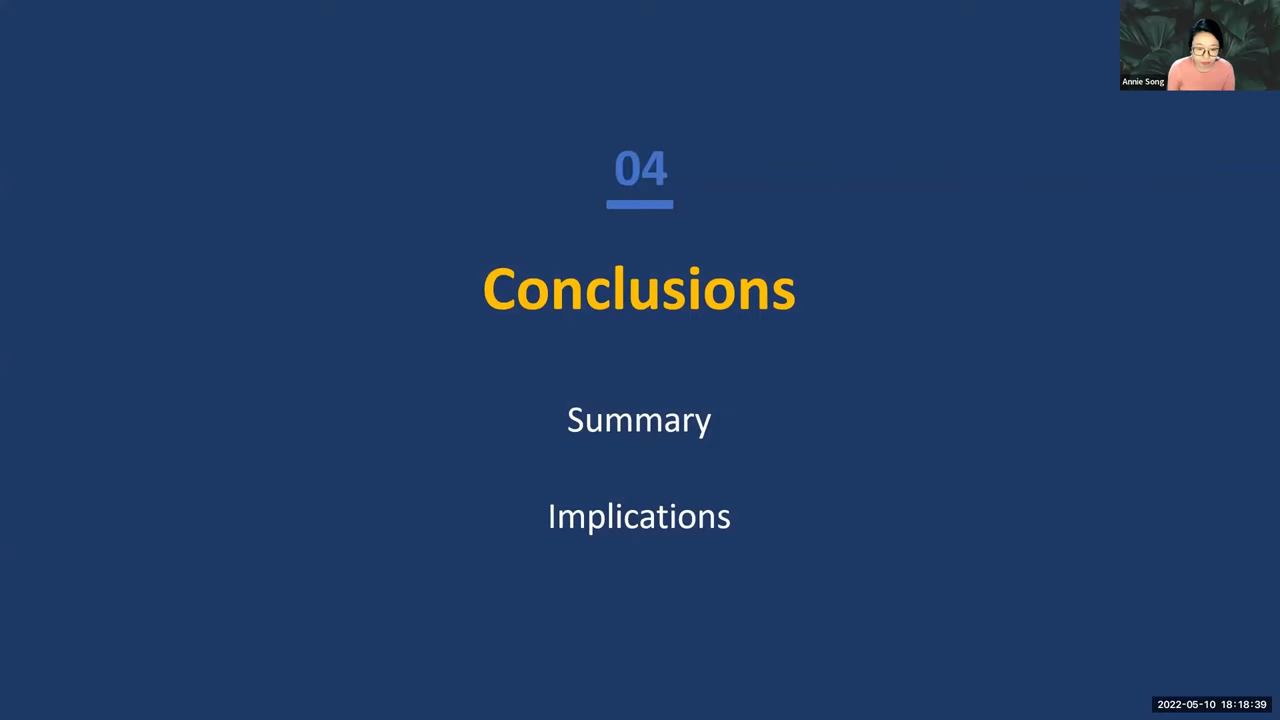 Annie Song
04
Conclusions
Summary
Implications
2022-05-10 18:18:39